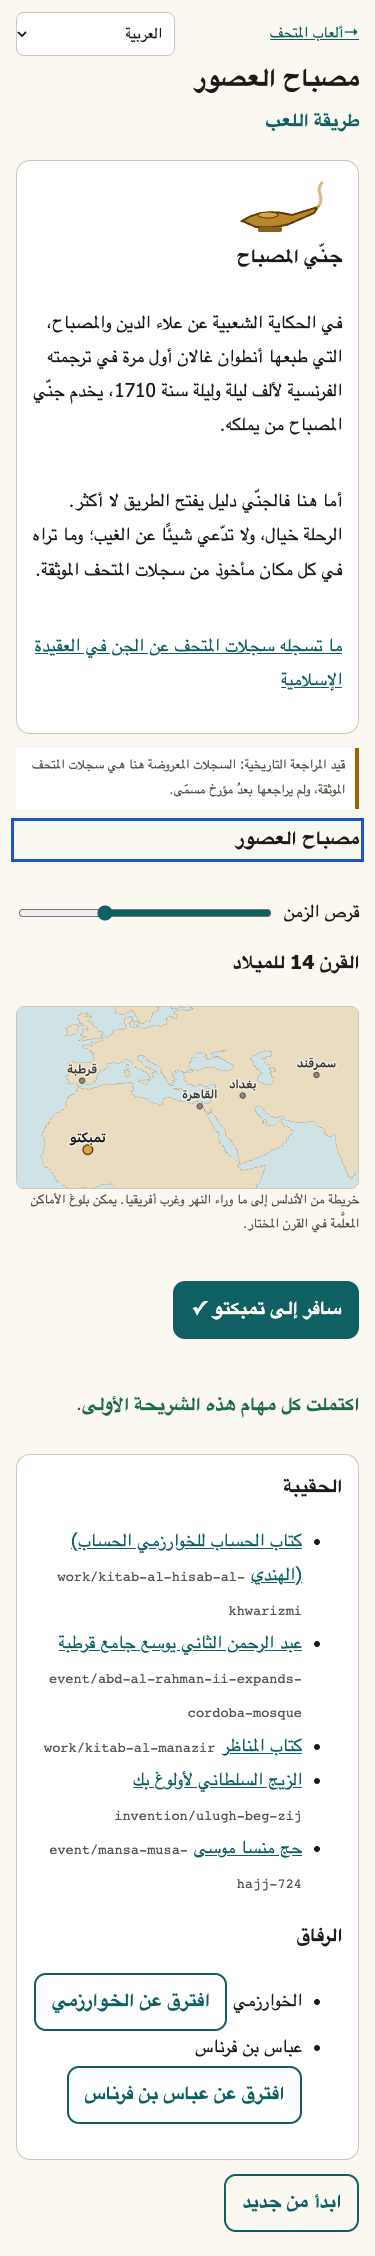 →ألعاب المتحف
العربية
مصباح العصور
طريقة اللعب
جنّي المصباح
في الحكاية الشعبية عن علاء الدين والمصباح،
التي طبعها أنطوان غالان أول مرة في ترجمته
الفرنسية لألف ليلة وليلة سنة 1710، يخدم جنّي
المصباح من يملكه.
أما هنا فالجنّي دليل يفتح الطريق لا أكثر.
الرحلة خيال، ولا تدّعي شيئًا عن الغيب؛ وما تراه
في كل مكان مأخوذ من سجلات المتحف الموثقة.
ما تسجله سجلات المتحف عن الجن في العقيدة
الإسلامية
قيد المراجعة التاريخية: السجلات المعروضة هنا هي سجلات المتحف
الموثقة، ولم يراجعها بعدُ مؤرخ مسمّى.
مصباح العصور
قرص الزمن
القرن 14 للميلاد
سمرقند
قرطبة
بغداد
القاهرة
تمبكتو
خريطة من الأندلس إلى ما وراء النهر وغرب أفريقيا. يمكن بلوغ الأماكن
المعلَّمة في القرن المختار.
سافر إلى تمبكتو ✓
اكتملت كل مهام هذه الشريحة الأولى.
الحقيبة
كتاب الحساب للخوارزمي الحساب)
الهندي) work/kitab-al-hisab-al-
khwarizmi
عبد الرحمن الثاني يوسع جامع قرطبة
event/abd-al-rahman-ii-expands-
cordoba-mosque
كتاب المناظر work/kitab-al-manazir
الزيج السلطاني لأولوغ بك
invention/ulugh-beg-zij
حج منسا موسى event/mansa-musa-
hajj-724
الرفاق
الخوارزمي افترق عن الخوارزمي
عباس بن فرناس
افترق عن عباس بن فرناس
ابدأ من جديد